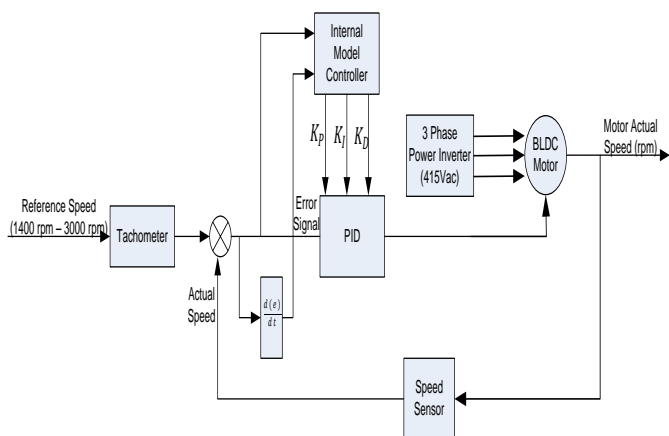 Internal
Model
Controller
K_P K_I K_D
3 Phase
Power Inverter
(415Vac)
BLDC
Motor
Motor Actual
Speed (rpm)
Reference Speed
(1400 rpm – 3000 rpm)
Tachometer
Error
Signal
PID
Actual
Speed
d(e)
dt
Speed
Sensor